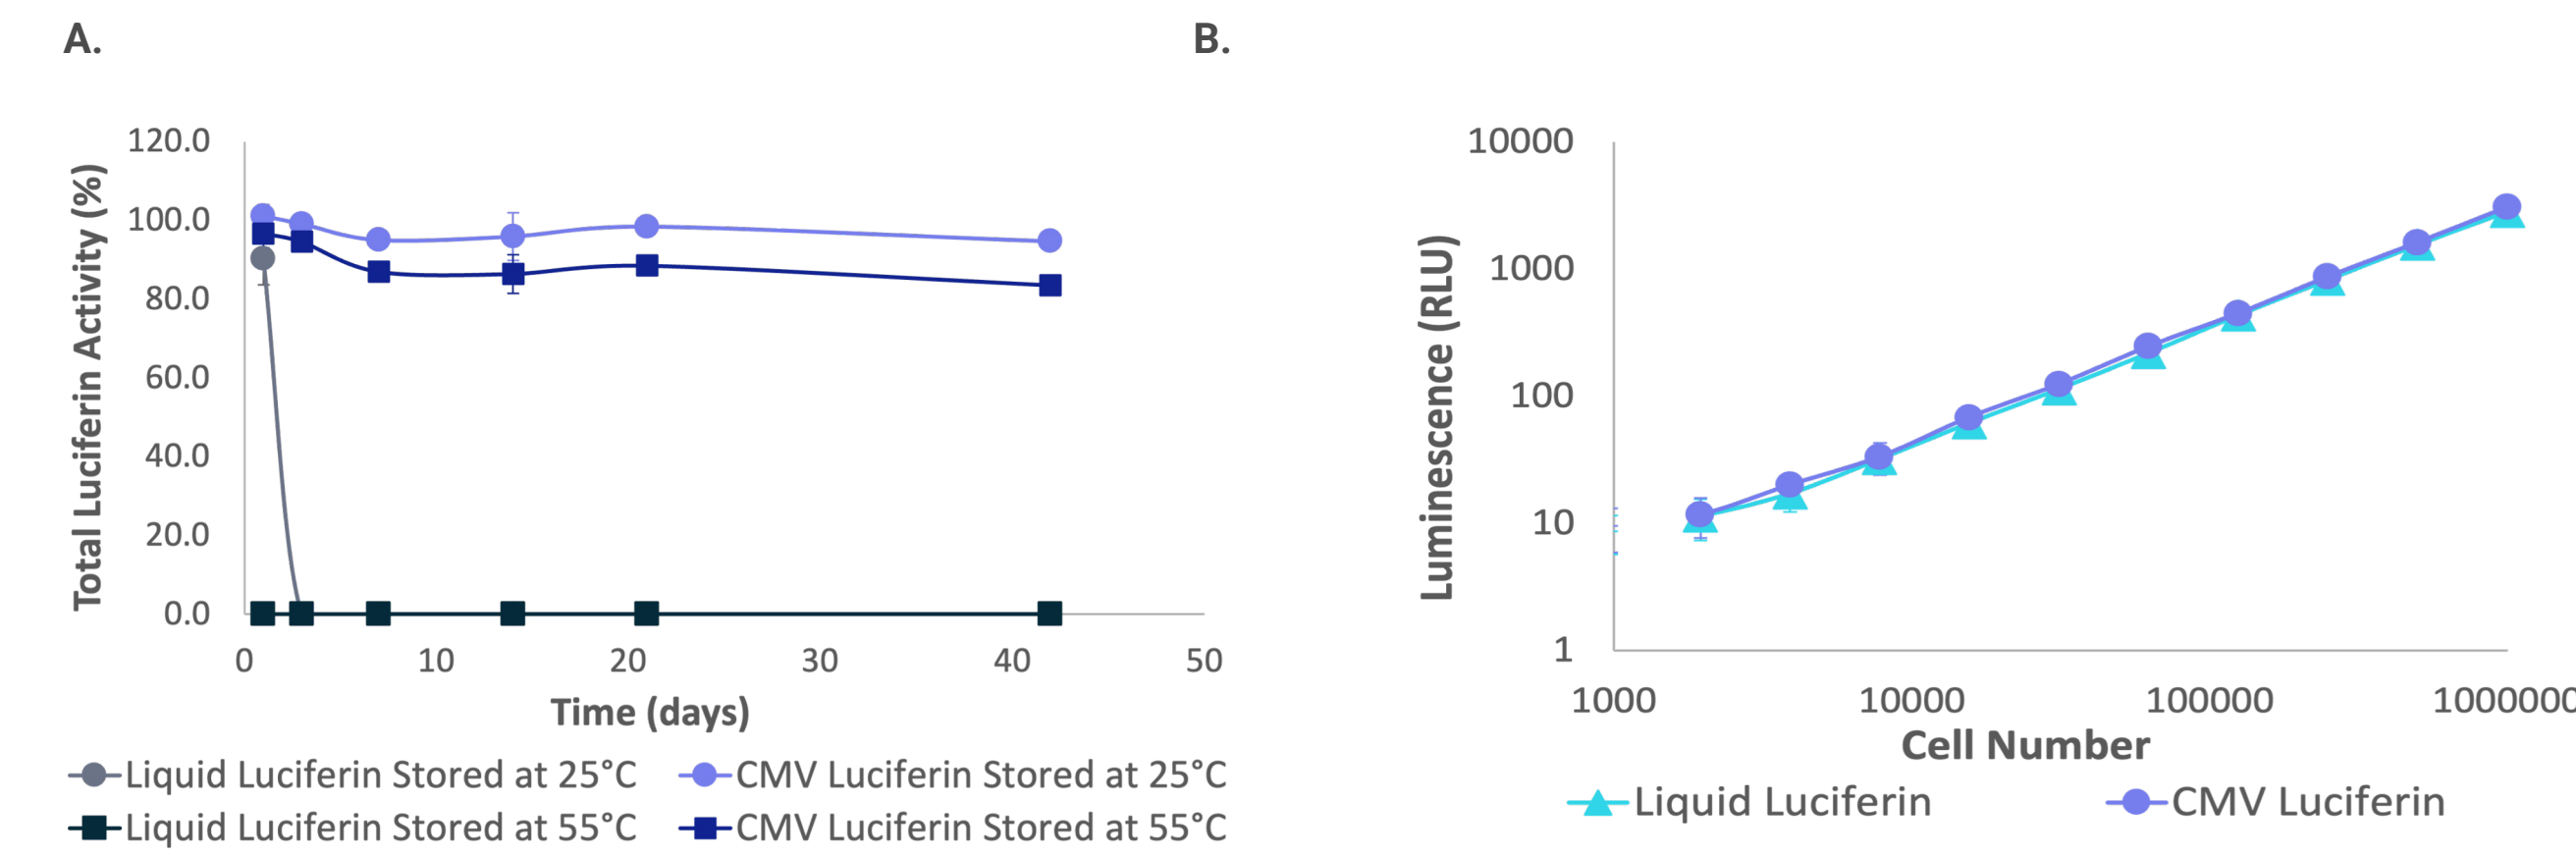 A.
Total Luciferin Activity (%)
120.0
100.0
80.0
60.0
40.0
20.0
0.0
0 10 20 30 40 50
Time (days)
Liquid Luciferin Stored at 25°C CMV Luciferin Stored at 25°C
Liquid Luciferin Stored at 55°C CMV Luciferin Stored at 55°C
B.
Luminescence (RLU)
10000
1000
100
10
1
1000 10000 100000 1000000
Cell Number
Liquid Luciferin CMV Luciferin